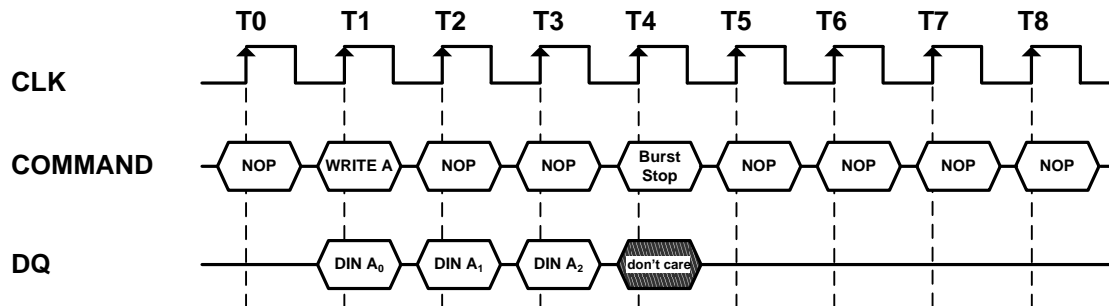 T0 T1 T2 T3 T4 T5 T6 T7 T8
CLK
COMMAND NOP WRITE A NOP NOP Burst Stop NOP NOP NOP NOP
DQ DIN A₀ DIN A₁ DIN A₂ don't care